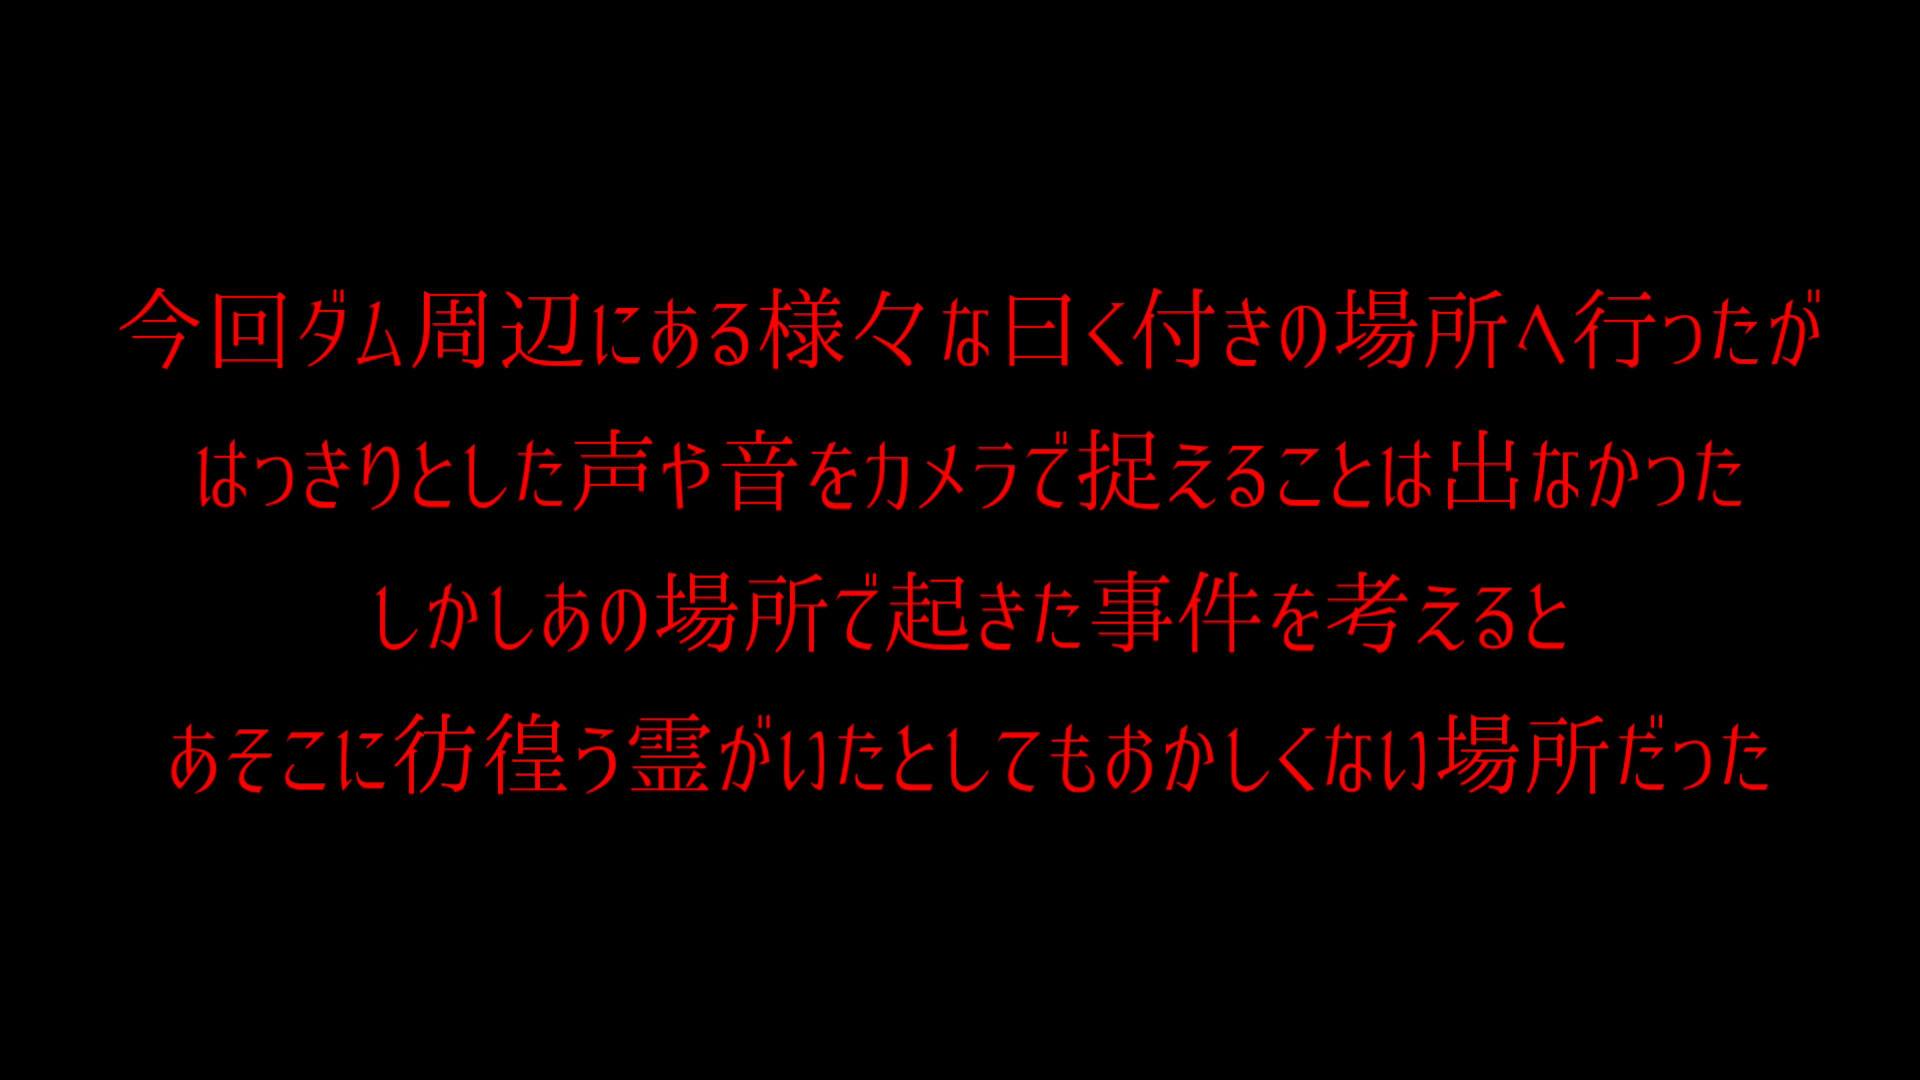 今回ダム周辺にある様々な曰く付きの場所へ行ったが
はっきりとした声や音をカメラで捉えることは出なかった
しかしあの場所で起きた事件を考えると
あそこに彷徨う霊がいたとしてもおかしくない場所だった